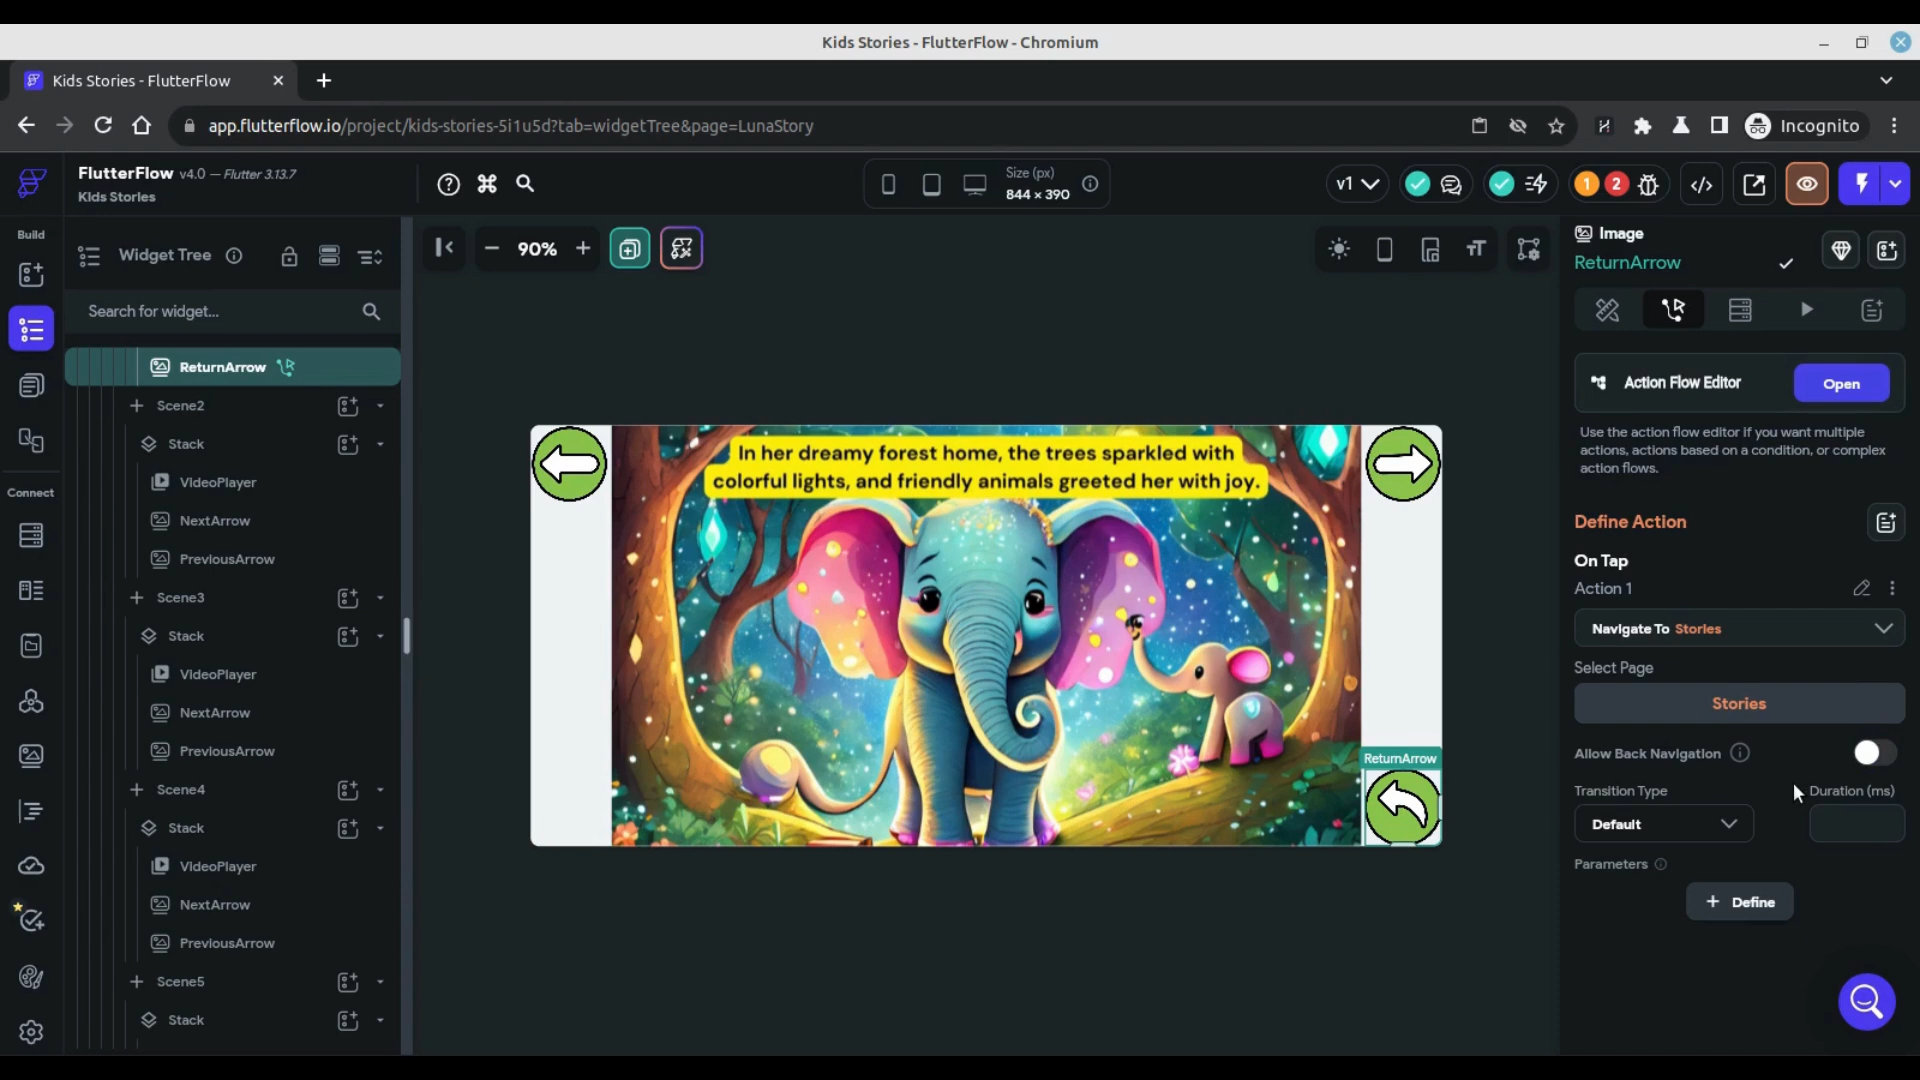 Kids Stories - FlutterFlow - Chromium
Kids Stories - FlutterFlow
app.flutterflow.io/project/kids-stories-5i1u5d?tab=widgetTree&page=LunaStory
Incognito
FlutterFlow v4.0 — Flutter 3.13.7
Kids Stories
Size (px)
844 × 390
v1
1
2
Build
Connect
Widget Tree
Search for widget...
ReturnArrow
Scene2
Stack
VideoPlayer
NextArrow
PreviousArrow
Scene3
Stack
VideoPlayer
NextArrow
PreviousArrow
Scene4
Stack
VideoPlayer
NextArrow
PreviousArrow
Scene5
Stack
90%
In her dreamy forest home, the trees sparkled with
colorful lights, and friendly animals greeted her with joy.
ReturnArrow
Image
ReturnArrow
Action Flow Editor
Open
Use the action flow editor if you want multiple
actions, actions based on a condition, or complex
action flows.
Define Action
On Tap
Action 1
Navigate To Stories
Select Page
Stories
Allow Back Navigation
Transition Type
Duration (ms)
Default
Parameters
+ Define